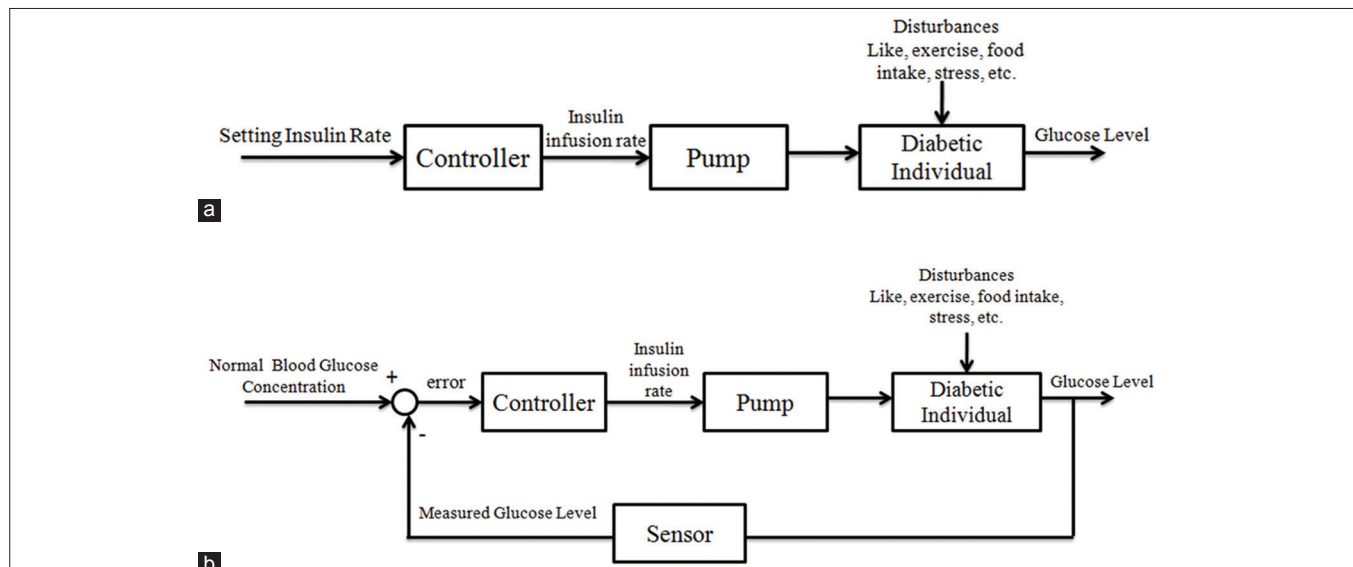 Disturbances
Like, exercise, food
intake, stress, etc.
Setting Insulin Rate
Controller
Insulin
infusion rate
Pump
Diabetic
Individual
Glucose Level
a
Disturbances
Like, exercise, food intake,
stress, etc.
Normal Blood Glucose
Concentration
+
-
error
Controller
Insulin
infusion
rate
Pump
Diabetic
Individual
Glucose Level
Measured Glucose Level
Sensor
b